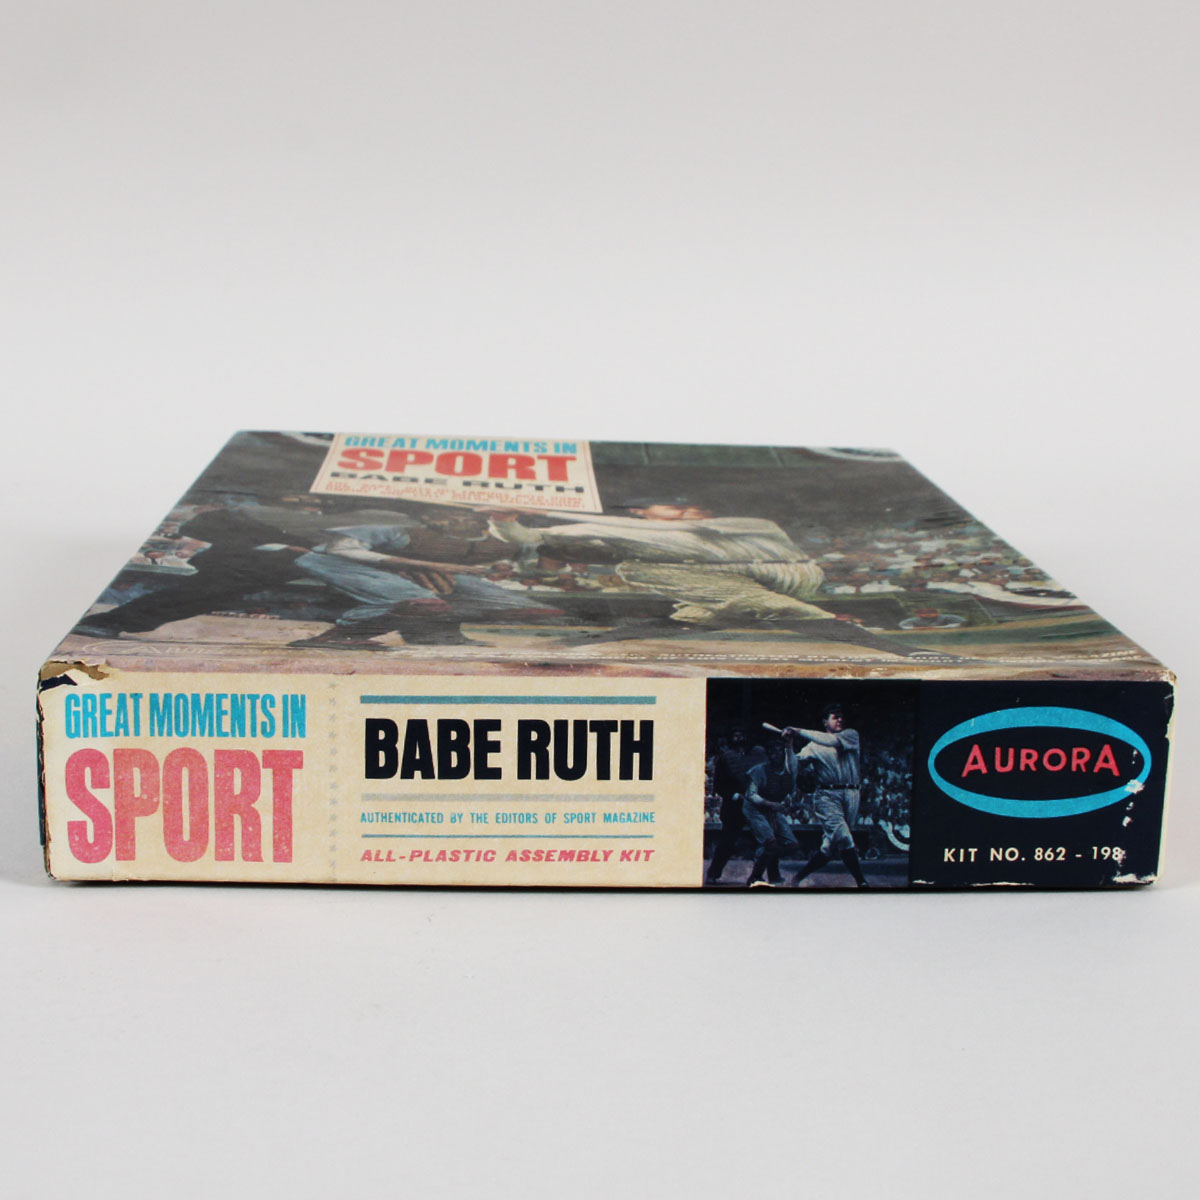 GREAT MOMENTS IN
SPORT
BABE RUTH
GREAT MOMENTS IN
SPORT
BABE RUTH
AUTHENTICATED BY THE EDITORS OF SPORT MAGAZINE
ALL-PLASTIC ASSEMBLY KIT
AURORA
KIT NO. 862 - 198